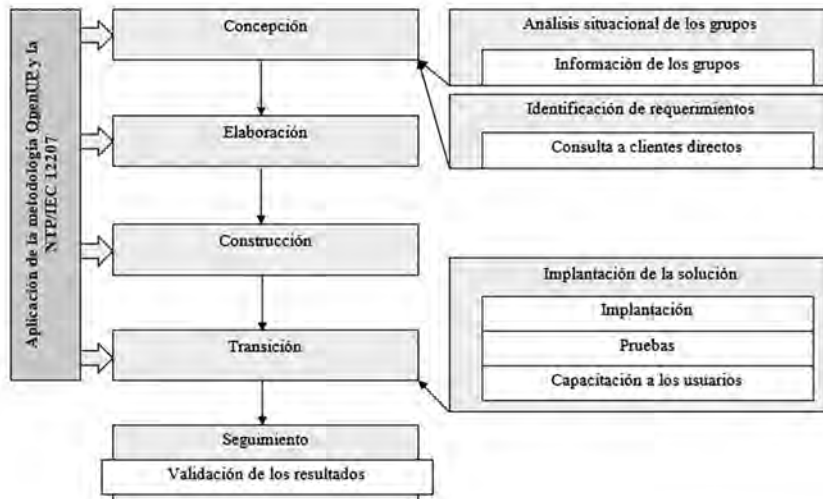 Aplicación de la metodología OpenUP y la
NTP/IEC 12207
Concepción
Elaboración
Construcción
Transición
Seguimiento
Validación de los resultados
Análisis situacional de los grupos
Información de los grupos
Identificación de requerimientos
Consulta a clientes directos
Implantación de la solución
Implantación
Pruebas
Capacitación a los usuarios